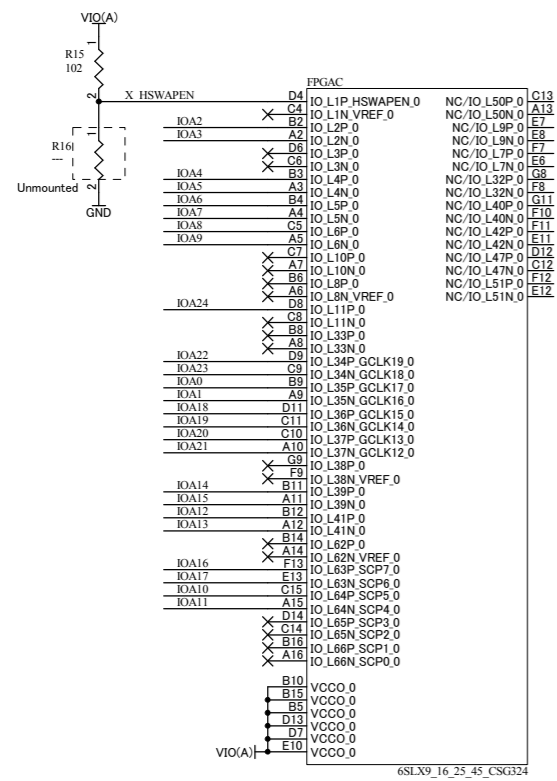 VIO(A)
1
R15
102
2
X_HSWAPEN
1
R16
---
Unmounted
2
GND
FPGAC
D4 IO_L1P_HSWAPEN_0
C4 IO_L1N_VREF_0
IOA2 B2 IO_L2P_0
IOA3 A2 IO_L2N_0
D6 IO_L3P_0
C6 IO_L3N_0
IOA4 B3 IO_L4P_0
IOA5 A3 IO_L4N_0
IOA6 B4 IO_L5P_0
IOA7 A4 IO_L5N_0
IOA8 C5 IO_L6P_0
IOA9 A5 IO_L6N_0
C7 IO_L10P_0
A7 IO_L10N_0
B6 IO_L8P_0
A6 IO_L8N_VREF_0
IOA24 D8 IO_L11P_0
C8 IO_L11N_0
B8 IO_L33P_0
A8 IO_L33N_0
IOA22 D9 IO_L34P_GCLK19_0
IOA23 C9 IO_L34N_GCLK18_0
IOA0 B9 IO_L35P_GCLK17_0
IOA1 A9 IO_L35N_GCLK16_0
IOA18 D11 IO_L36P_GCLK15_0
IOA19 C11 IO_L36N_GCLK14_0
IOA20 C10 IO_L37P_GCLK13_0
IOA21 A10 IO_L37N_GCLK12_0
G9 IO_L38P_0
F9 IO_L38N_VREF_0
IOA14 B11 IO_L39P_0
IOA15 A11 IO_L39N_0
IOA12 B12 IO_L41P_0
IOA13 A12 IO_L41N_0
B14 IO_L62P_0
A14 IO_L62N_VREF_0
IOA16 F13 IO_L63P_SCP7_0
IOA17 E13 IO_L63N_SCP6_0
IOA10 C15 IO_L64P_SCP5_0
IOA11 A15 IO_L64N_SCP4_0
D14 IO_L65P_SCP3_0
C14 IO_L65N_SCP2_0
B16 IO_L66P_SCP1_0
A16 IO_L66N_SCP0_0
B10 VCCO_0
B15 VCCO_0
B5 VCCO_0
D13 VCCO_0
D7 VCCO_0
VIO(A) E10 VCCO_0
NC/IO_L50P_0 C13
NC/IO_L50N_0 A13
NC/IO_L9P_0 E7
NC/IO_L9N_0 E8
NC/IO_L7P_0 F7
NC/IO_L7N_0 E6
NC/IO_L32P_0 G8
NC/IO_L32N_0 F8
NC/IO_L40P_0 G11
NC/IO_L40N_0 F10
NC/IO_L42P_0 F11
NC/IO_L42N_0 E11
NC/IO_L47P_0 D12
NC/IO_L47N_0 C12
NC/IO_L51P_0 F12
NC/IO_L51N_0 E12
6SLX9_16_25_45_CSG324